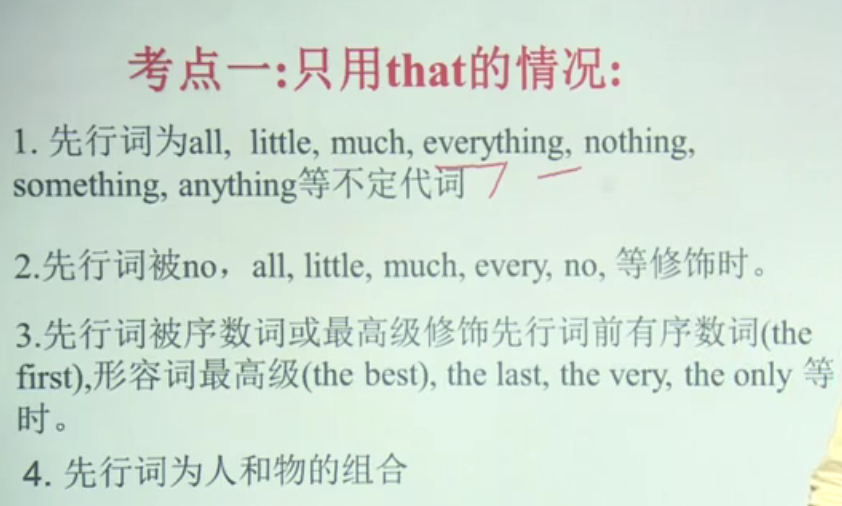 考点一:只用that的情况:
1. 先行词为all, little, much, everything, nothing,
something, anything等不定代词
2.先行词被no，all, little, much, every, no, 等修饰时。
3.先行词被序数词或最高级修饰先行词前有序数词(the
first),形容词最高级(the best), the last, the very, the only 等
时。
4. 先行词为人和物的组合